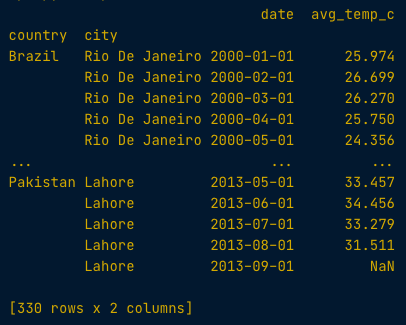 date avg_temp_c
country city
Brazil Rio De Janeiro 2000-01-01 25.974
Rio De Janeiro 2000-02-01 26.699
Rio De Janeiro 2000-03-01 26.270
Rio De Janeiro 2000-04-01 25.750
Rio De Janeiro 2000-05-01 24.356
... ... ...
Pakistan Lahore 2013-05-01 33.457
Lahore 2013-06-01 34.456
Lahore 2013-07-01 33.279
Lahore 2013-08-01 31.511
Lahore 2013-09-01 NaN
[330 rows x 2 columns]